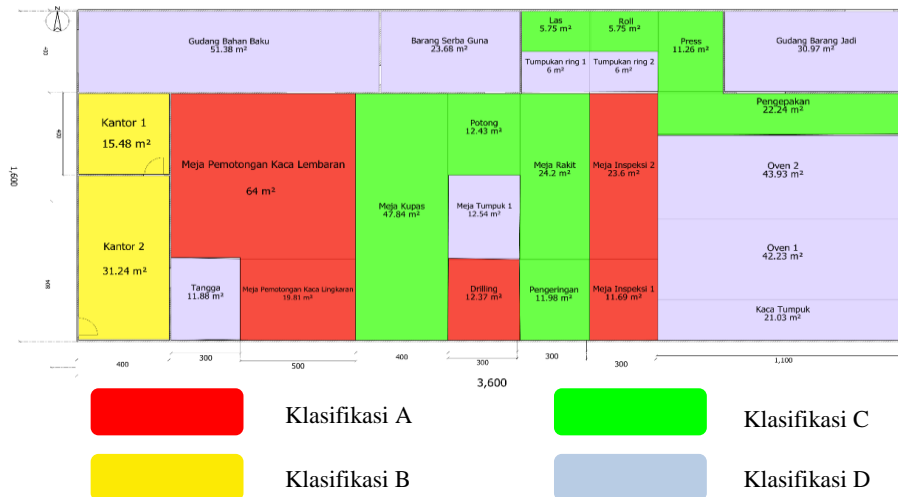 N
Gudang Bahan Baku
51.38 m²
Barang Serba Guna
23.68 m²
Las
5.75 m²
Roll
5.75 m²
Press
11.26 m²
Gudang Barang Jadi
30.97 m²
Tumpukan ring 1
6 m²
Tumpukan ring 2
6 m²
400
Pengepakan
22.24 m²
Kantor 1
15.48 m²
400
Meja Pemotongan Kaca Lembaran
64 m²
Potong
12.43 m²
Meja Rakit
24.2 m²
Meja Inspeksi 2
23.6 m²
Oven 2
43.93 m²
1,600
Meja Kupas
47.84 m²
Meja Tumpuk 1
12.54 m²
Kantor 2
31.24 m²
Oven 1
42.23 m²
800
Tangga
11.88 m²
Meja Pemotongan Kaca Lingkaran
19.81 m²
Drilling
12.37 m²
Pengeringan
11.98 m²
Meja Inspeksi 1
11.69 m²
Kaca Tumpuk
21.03 m²
400
300
500
400
300
300
300
1,100
3,600
Klasifikasi A
Klasifikasi C
Klasifikasi B
Klasifikasi D